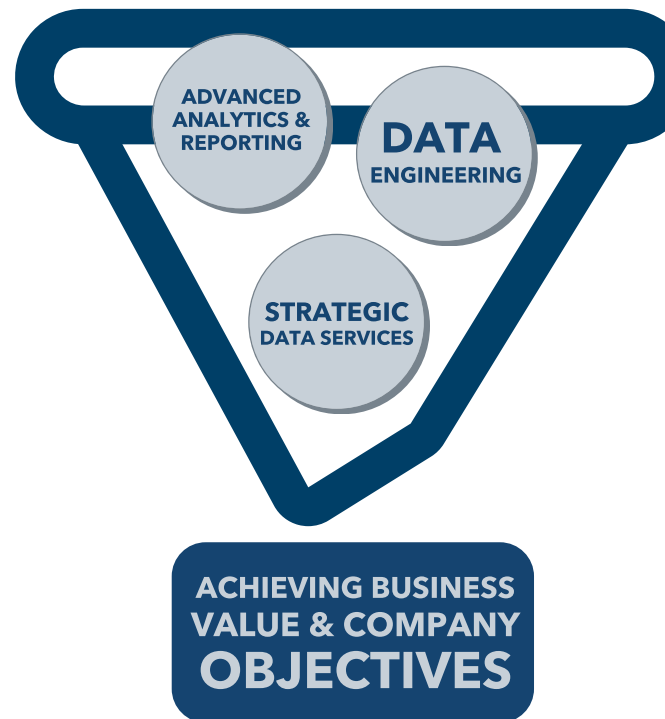 ADVANCED
ANALYTICS &
REPORTING
DATA
ENGINEERING
STRATEGIC
DATA SERVICES
ACHIEVING BUSINESS
VALUE & COMPANY
OBJECTIVES